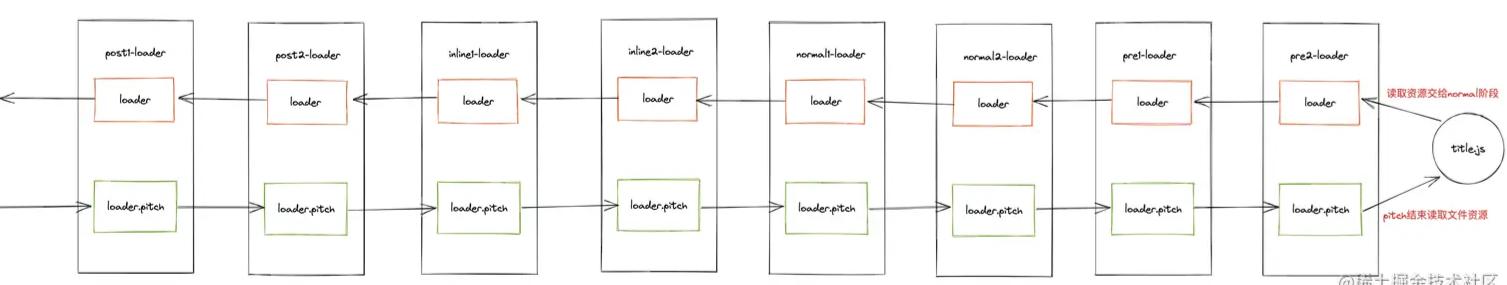 post1-loader
post2-loader
inline1-loader
inline2-loader
normal1-loader
normal2-loader
pre1-loader
pre2-loader
loader
loader
loader
loader
loader
loader
loader
loader
读取资源交给normal阶段
title.js
loader.pitch
loader.pitch
loader.pitch
loader.pitch
loader.pitch
loader.pitch
loader.pitch
loader.pitch
pitch结束读取文件资源
@稀土掘金技术社区